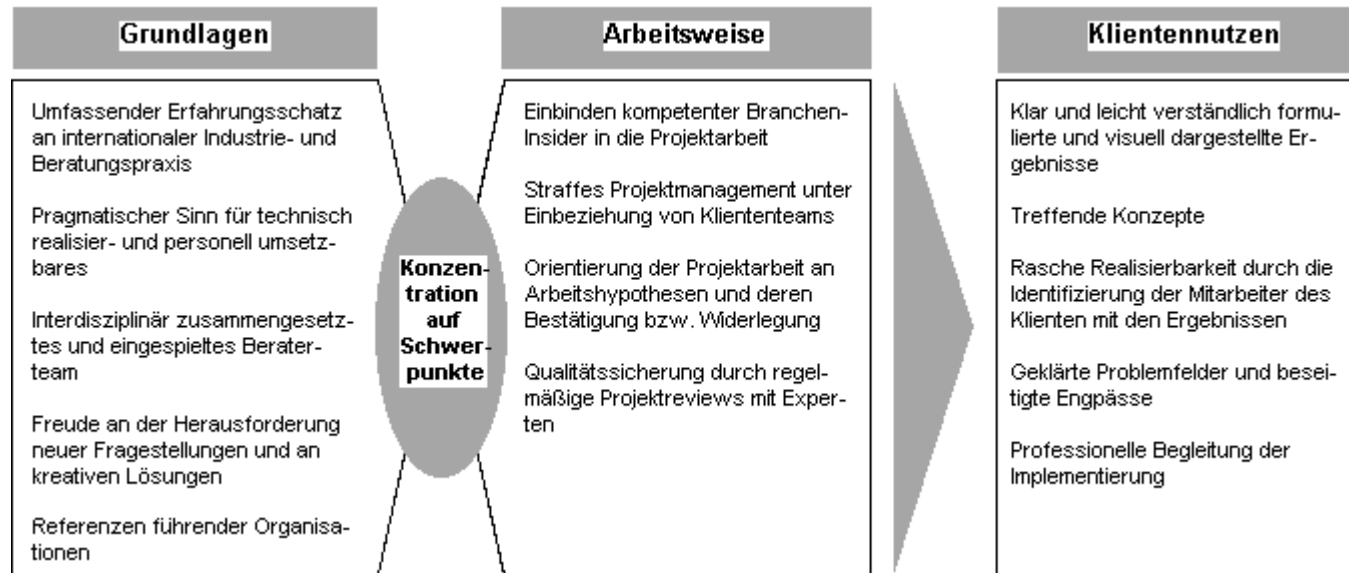 Grundlagen
Umfassender Erfahrungsschatz
an internationaler Industrie- und
Beratungspraxis
Pragmatischer Sinn für technisch
realisier- und personell umsetz-
bares
Interdisziplinär zusammengesetz-
tes und eingespieltes Berater-
team
Freude an der Herausforderung
neuer Fragestellungen und an
kreativen Lösungen
Referenzen führender Organisa-
tionen
Konzen-
tration
auf
Schwer-
punkte
Arbeitsweise
Einbinden kompetenter Branchen-
Insider in die Projektarbeit
Straffes Projektmanagement unter
Einbeziehung von Kliententeams
Orientierung der Projektarbeit an
Arbeitshypothesen und deren
Bestätigung bzw. Widerlegung
Qualitätssicherung durch regel-
mäßige Projektreviews mit Exper-
ten
Klientennutzen
Klar und leicht verständlich formu-
lierte und visuell dargestellte Er-
gebnisse
Treffende Konzepte
Rasche Realisierbarkeit durch die
Identifizierung der Mitarbeiter des
Klienten mit den Ergebnissen
Geklärte Problemfelder und besei-
tigte Engpässe
Professionelle Begleitung der
Implementierung